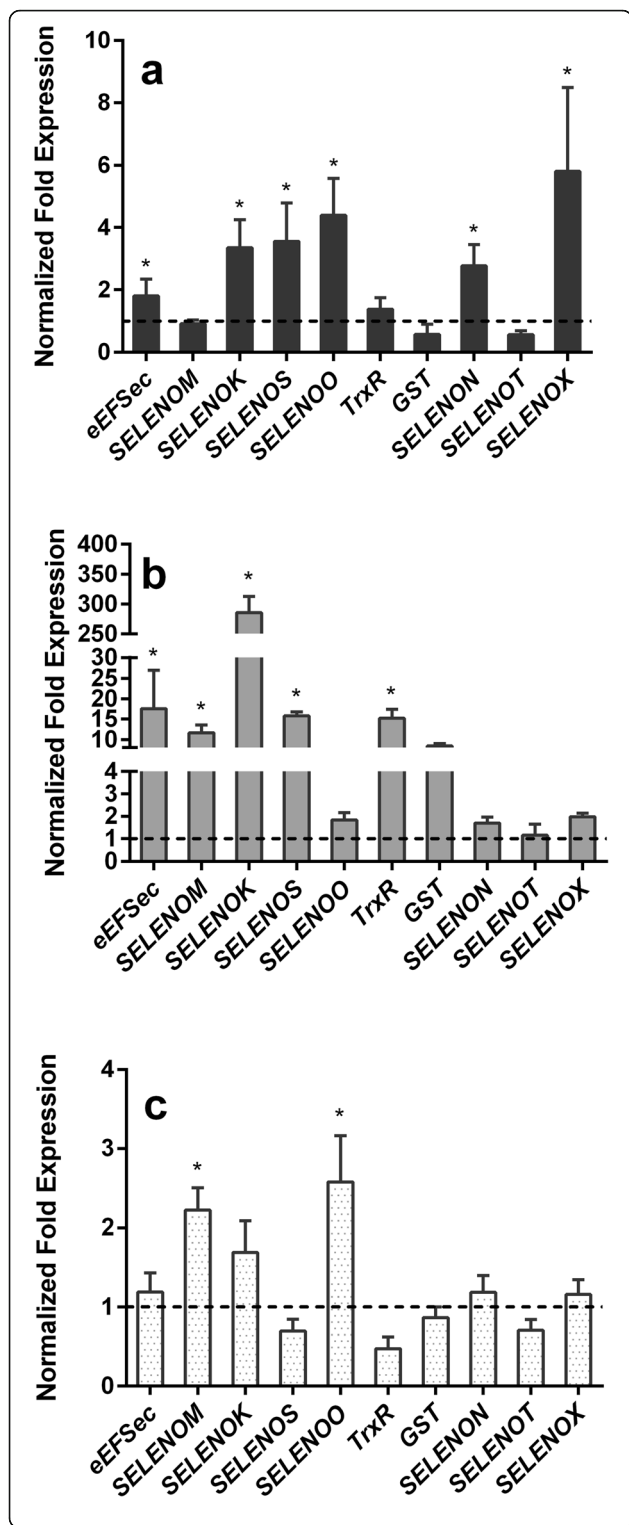 a
Normalized Fold Expression
10
8
6
4
2
0
* * * * * *
eEFSec SELENOM SELENOK SELENOS SELENOO TrxR GST SELENON SELENOT SELENOX
b
Normalized Fold Expression
400
350
300
250
30
25
20
15
10
4
2
1
0
* * * * *
eEFSec SELENOM SELENOK SELENOS SELENOO TrxR GST SELENON SELENOT SELENOX
c
Normalized Fold Expression
4
3
2
1
0
* *
eEFSec SELENOM SELENOK SELENOS SELENOO TrxR GST SELENON SELENOT SELENOX